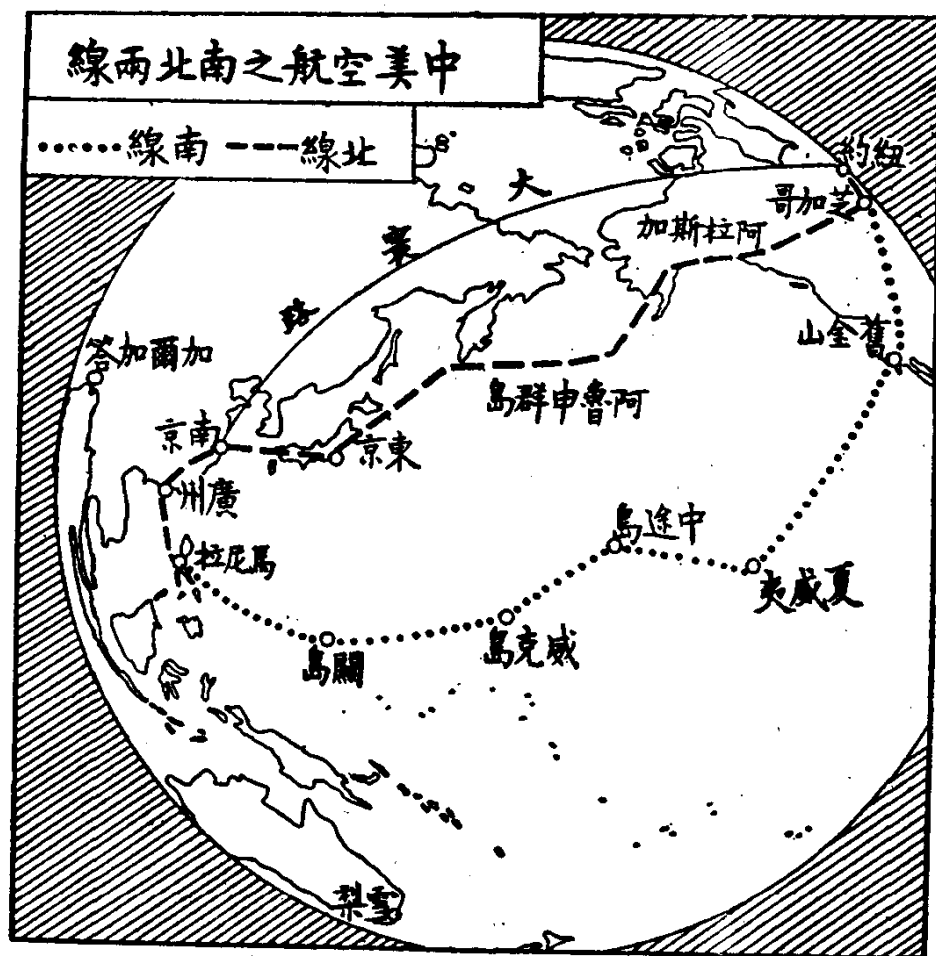 中美空航之南北兩線
北線
南線
紐約
芝加哥
大
路
阿拉斯加
舊金山
加爾加答
阿魯申群島
南京
東京
廣州
中途島
馬尼拉
夏威夷
威克島
關島
雪梨